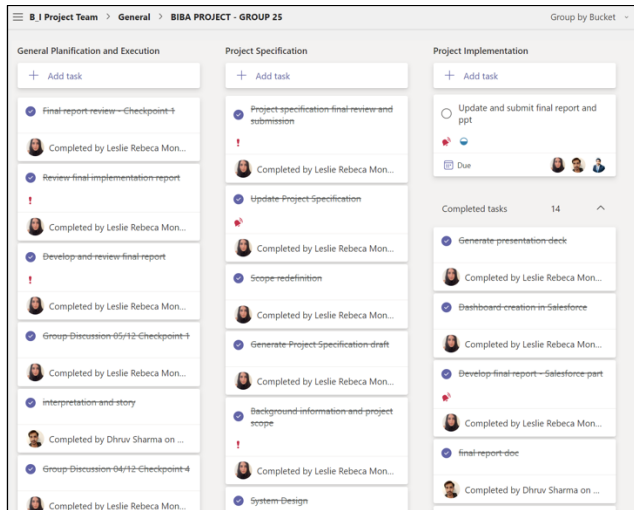 B_I Project Team > General > BIBA PROJECT - GROUP 25
Group by Bucket
General Planification and Execution
+ Add task
Final report review - Checkpoint 1
Completed by Leslie Rebeca Mon...
Review final implementation report
!
Completed by Leslie Rebeca Mon...
Develop and review final report
!
Completed by Leslie Rebeca Mon...
Group Discussion 05/12 Checkpoint 1
Completed by Leslie Rebeca Mon...
interpretation and story
Completed by Dhruv Sharma on ...
Group Discussion 04/12 Checkpoint 4
Completed by Leslie Rebeca Mon...
Project Specification
+ Add task
Project specification final review and
submission
!
Completed by Leslie Rebeca Mon...
Update Project Specification
Completed by Leslie Rebeca Mon...
Scope redefinition
Completed by Leslie Rebeca Mon...
Generate Project Specification draft
Completed by Leslie Rebeca Mon...
Background information and project
scope
!
Completed by Leslie Rebeca Mon...
System Design
Project Implementation
+ Add task
Update and submit final report and
ppt
Due
Completed tasks 14
Generate presentation deck
Completed by Leslie Rebeca Mon...
Dashboard creation in Salesforce
Completed by Leslie Rebeca Mon...
Develop final report - Salesforce part
Completed by Leslie Rebeca Mon...
final report doc
Completed by Dhruv Sharma on ...